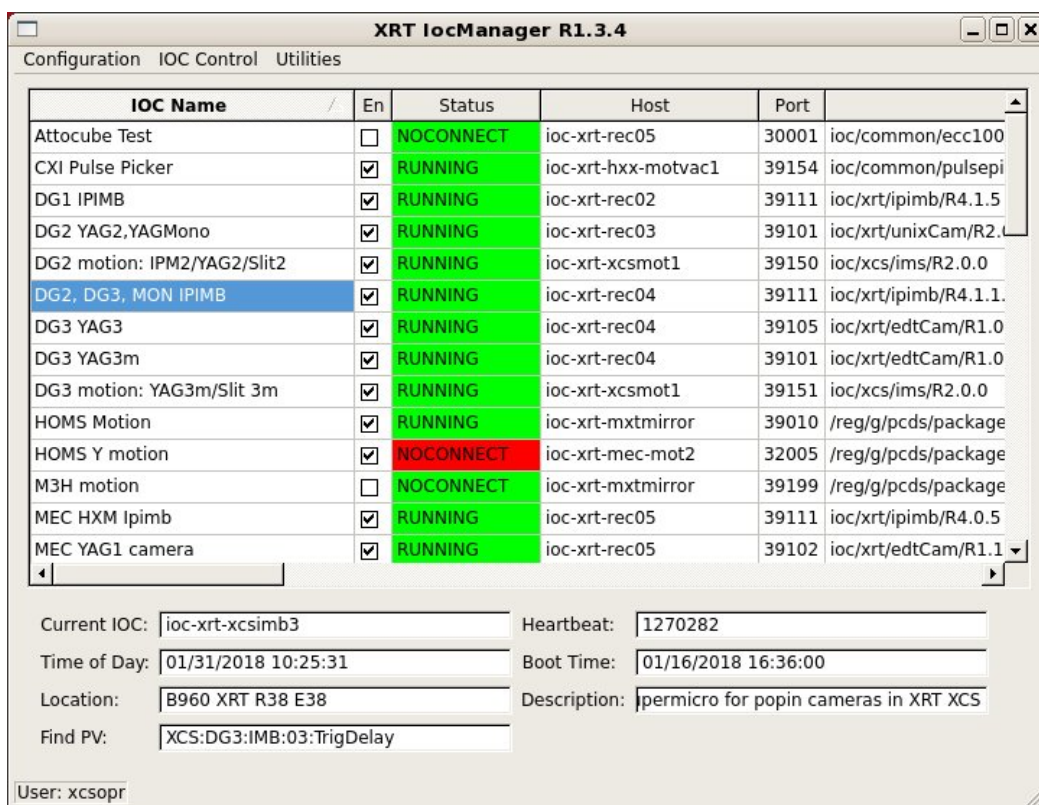 XRT IocManager R1.3.4
Configuration IOC Control Utilities
IOC Name En Status Host Port
Attocube Test NOCONNECT ioc-xrt-rec05 30001 ioc/common/ecc100
CXI Pulse Picker RUNNING ioc-xrt-hxx-motvac1 39154 ioc/common/pulsepi
DG1 IPIMB RUNNING ioc-xrt-rec02 39111 ioc/xrt/ipimb/R4.1.5
DG2 YAG2,YAGMono RUNNING ioc-xrt-rec03 39101 ioc/xrt/unixCam/R2.
DG2 motion: IPM2/YAG2/Slit2 RUNNING ioc-xrt-xcsmot1 39150 ioc/xcs/ims/R2.0.0
DG2, DG3, MON IPIMB RUNNING ioc-xrt-rec04 39111 ioc/xrt/ipimb/R4.1.1.
DG3 YAG3 RUNNING ioc-xrt-rec04 39105 ioc/xrt/edtCam/R1.0
DG3 YAG3m RUNNING ioc-xrt-rec04 39101 ioc/xrt/edtCam/R1.0
DG3 motion: YAG3m/Slit 3m RUNNING ioc-xrt-xcsmot1 39151 ioc/xcs/ims/R2.0.0
HOMS Motion RUNNING ioc-xrt-mxtmirror 39010 /reg/g/pcds/package
HOMS Y motion NOCONNECT ioc-xrt-mec-mot2 32005 /reg/g/pcds/package
M3H motion NOCONNECT ioc-xrt-mxtmirror 39199 /reg/g/pcds/package
MEC HXM Ipimb RUNNING ioc-xrt-rec05 39111 ioc/xrt/ipimb/R4.0.5
MEC YAG1 camera RUNNING ioc-xrt-rec05 39102 ioc/xrt/edtCam/R1.1
Current IOC: ioc-xrt-xcsimb3 Heartbeat: 1270282
Time of Day: 01/31/2018 10:25:31 Boot Time: 01/16/2018 16:36:00
Location: B960 XRT R38 E38 Description: ipermicro for popin cameras in XRT XCS
Find PV: XCS:DG3:IMB:03:TrigDelay
User: xcsopr